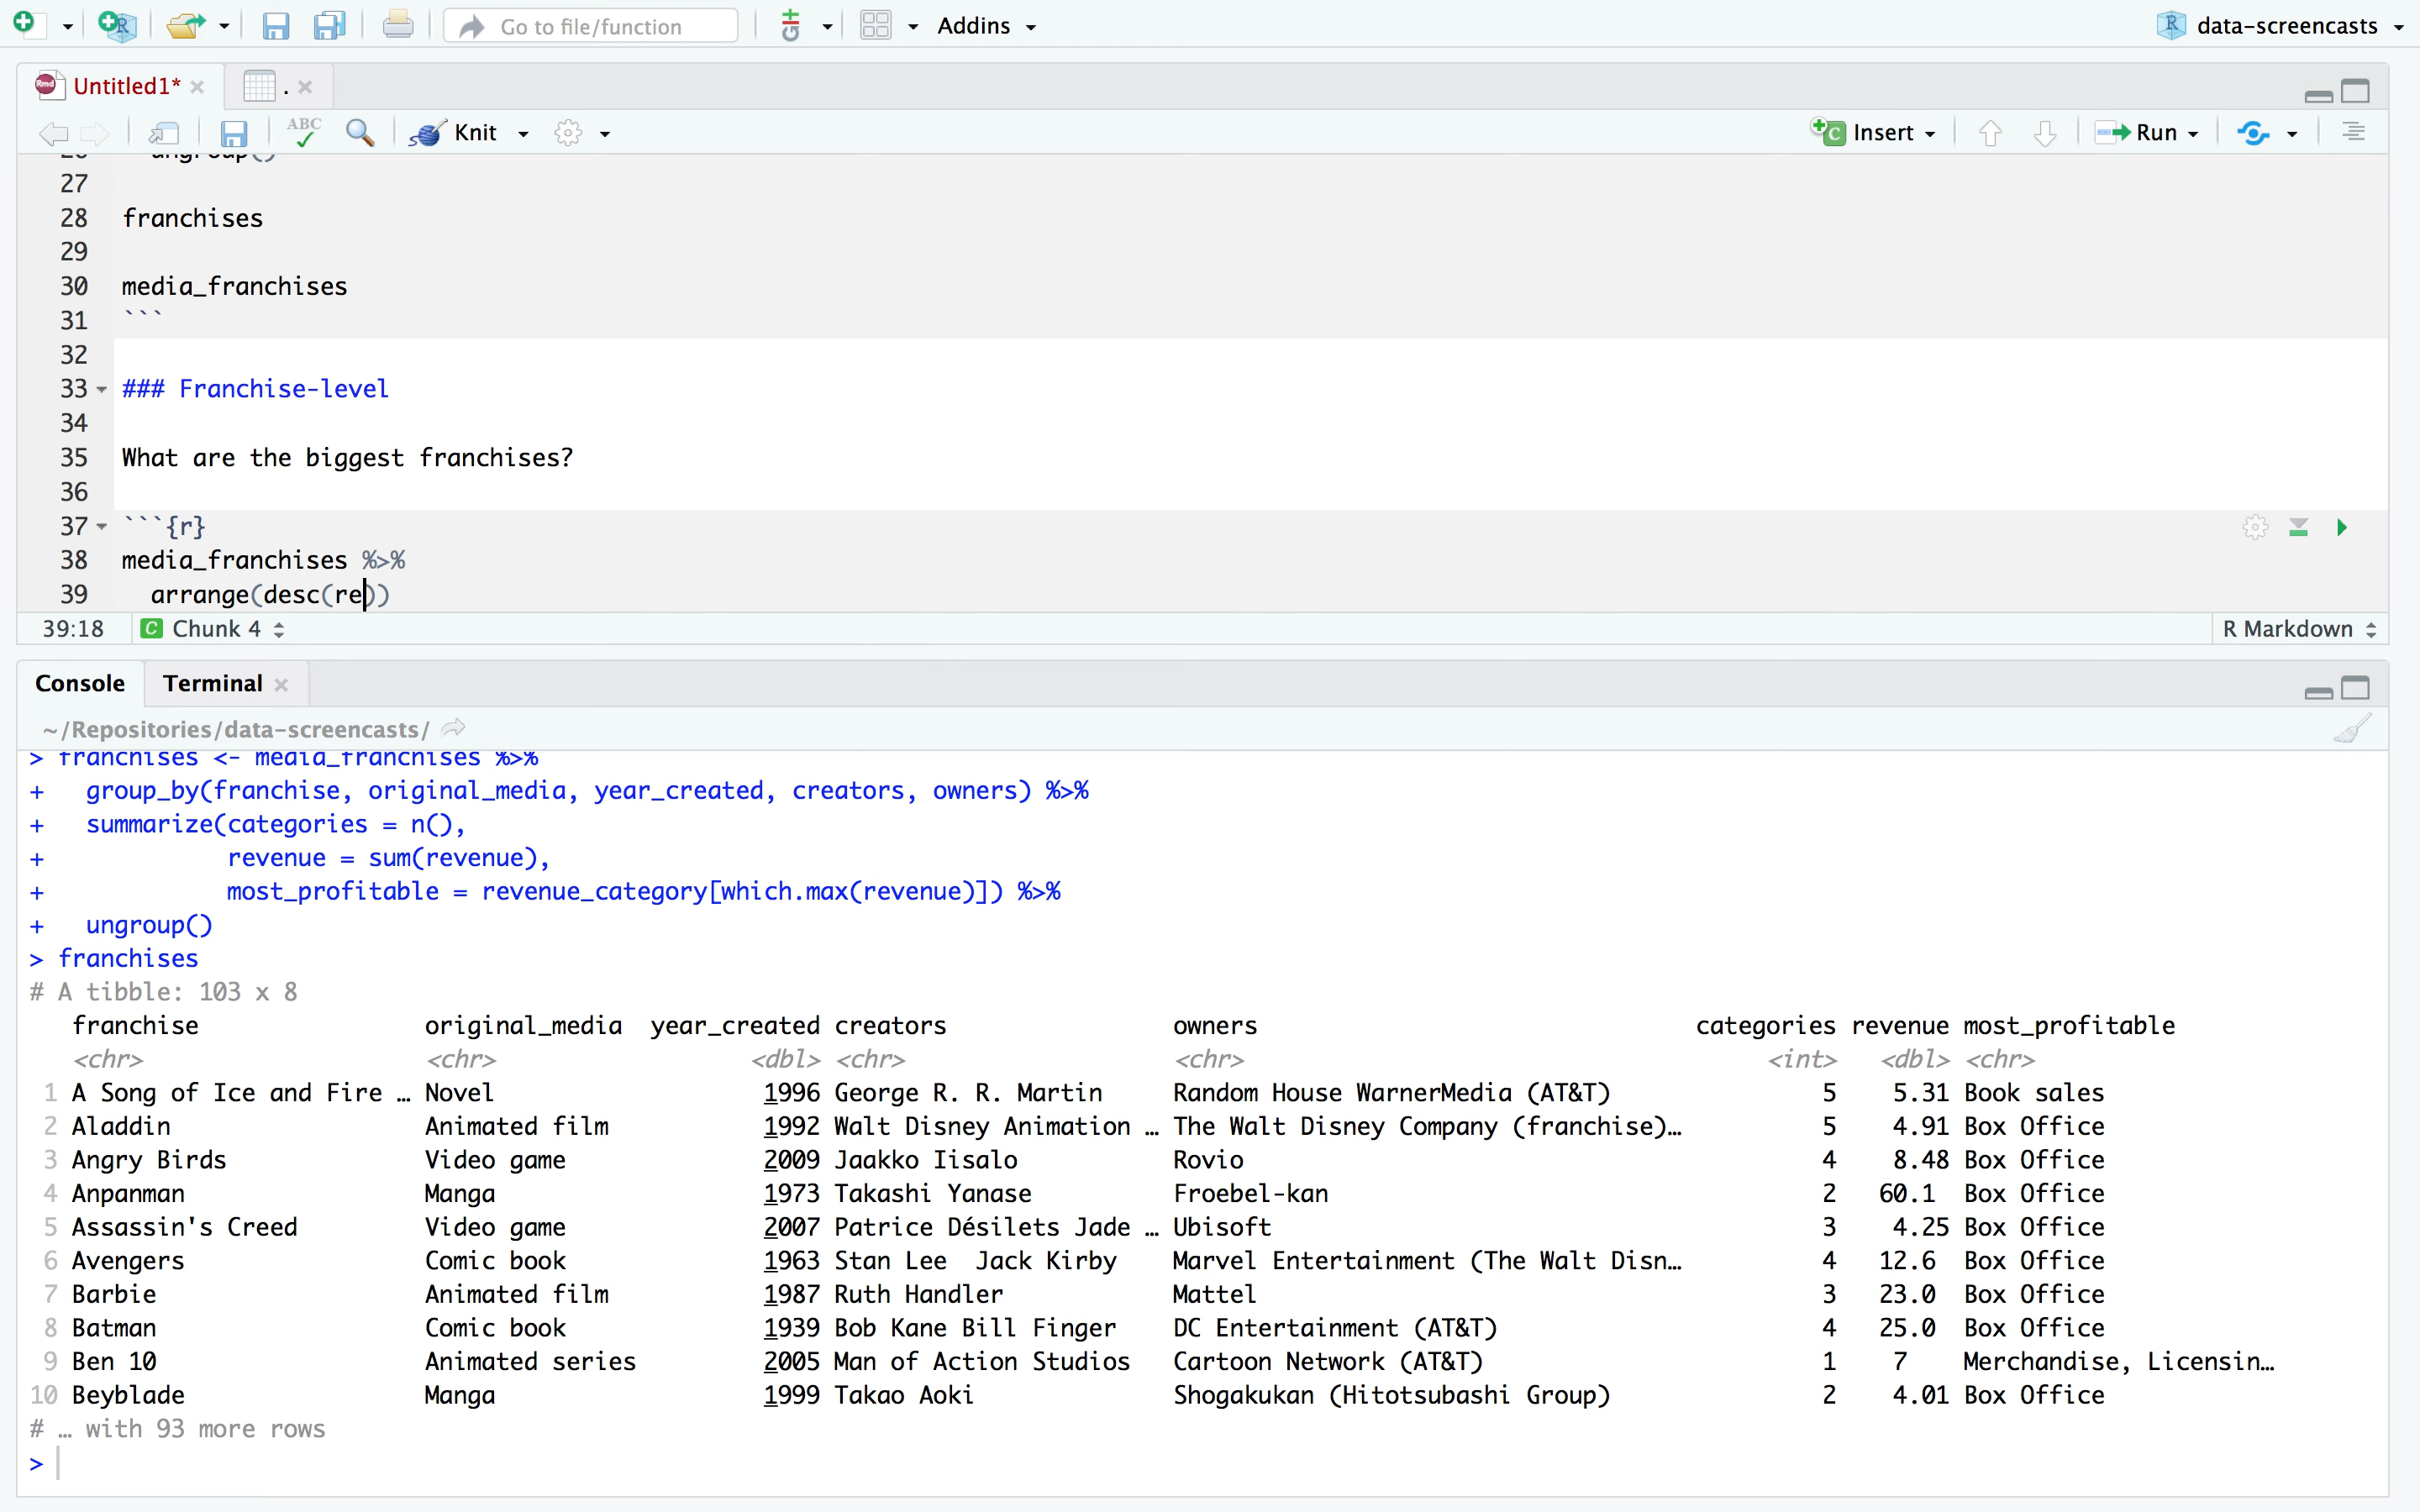 Go to file/function
Addins
data-screencasts
Untitled1*
.
ABC
Knit
Insert
Run
26 ungroup()
27
28 franchises
29
30 media_franchises
31 ```
32
33 ### Franchise-level
34
35 What are the biggest franchises?
36
37 ```{r}
38 media_franchises %>%
39 arrange(desc(re))
39:18 C Chunk 4
R Markdown
Console Terminal
~/Repositories/data-screencasts/
> franchises <- media_franchises %>%
+ group_by(franchise, original_media, year_created, creators, owners) %>%
+ summarize(categories = n(),
+ revenue = sum(revenue),
+ most_profitable = revenue_category[which.max(revenue)]) %>%
+ ungroup()
> franchises
# A tibble: 103 x 8
franchise original_media year_created creators owners categories revenue most_profitable
<chr> <chr> <dbl> <chr> <chr> <int> <dbl> <chr>
1 A Song of Ice and Fire … Novel 1996 George R. R. Martin Random House WarnerMedia (AT&T) 5 5.31 Book sales
2 Aladdin Animated film 1992 Walt Disney Animation … The Walt Disney Company (franchise)… 5 4.91 Box Office
3 Angry Birds Video game 2009 Jaakko Iisalo Rovio 4 8.48 Box Office
4 Anpanman Manga 1973 Takashi Yanase Froebel-kan 2 60.1 Box Office
5 Assassin's Creed Video game 2007 Patrice Désilets Jade … Ubisoft 3 4.25 Box Office
6 Avengers Comic book 1963 Stan Lee Jack Kirby Marvel Entertainment (The Walt Disn… 4 12.6 Box Office
7 Barbie Animated film 1987 Ruth Handler Mattel 3 23.0 Box Office
8 Batman Comic book 1939 Bob Kane Bill Finger DC Entertainment (AT&T) 4 25.0 Box Office
9 Ben 10 Animated series 2005 Man of Action Studios Cartoon Network (AT&T) 1 7 Merchandise, Licensin…
10 Beyblade Manga 1999 Takao Aoki Shogakukan (Hitotsubashi Group) 2 4.01 Box Office
# … with 93 more rows
>